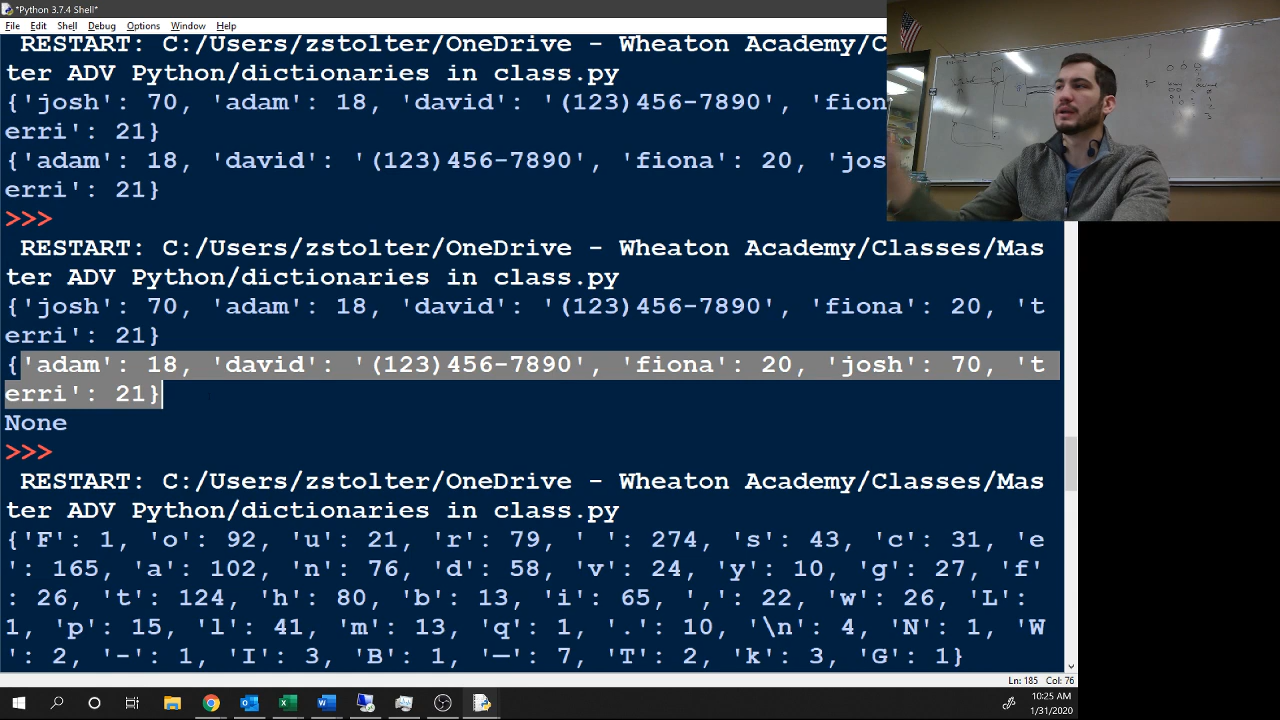 *Python 3.7.4 Shell*
File Edit Shell Debug Options Window Help
RESTART: C:/Users/zstolter/OneDrive - Wheaton Academy/C
ter ADV Python/dictionaries in class.py
{'josh': 70, 'adam': 18, 'david': '(123)456-7890', 'fion
erri': 21}
{'adam': 18, 'david': '(123)456-7890', 'fiona': 20, 'jos
erri': 21}
>>>
RESTART: C:/Users/zstolter/OneDrive - Wheaton Academy/Classes/Mas
ter ADV Python/dictionaries in class.py
{'josh': 70, 'adam': 18, 'david': '(123)456-7890', 'fiona': 20, 't
erri': 21}
{'adam': 18, 'david': '(123)456-7890', 'fiona': 20, 'josh': 70, 't
erri': 21}
None
>>>
RESTART: C:/Users/zstolter/OneDrive - Wheaton Academy/Classes/Mas
ter ADV Python/dictionaries in class.py
{'F': 1, 'o': 92, 'u': 21, 'r': 79, ' ': 274, 's': 43, 'c': 31, 'e
': 165, 'a': 102, 'n': 76, 'd': 58, 'v': 24, 'y': 10, 'g': 27, 'f'
: 26, 't': 124, 'h': 80, 'b': 13, 'i': 65, ',': 22, 'w': 26, 'L':
1, 'p': 15, 'l': 41, 'm': 13, 'q': 1, '.': 10, '\n': 4, 'N': 1, 'W
': 2, '-': 1, 'I': 3, 'B': 1, '—': 7, 'T': 2, 'k': 3, 'G': 1}
Ln: 185 Col: 76
10:25 AM
1/31/2020